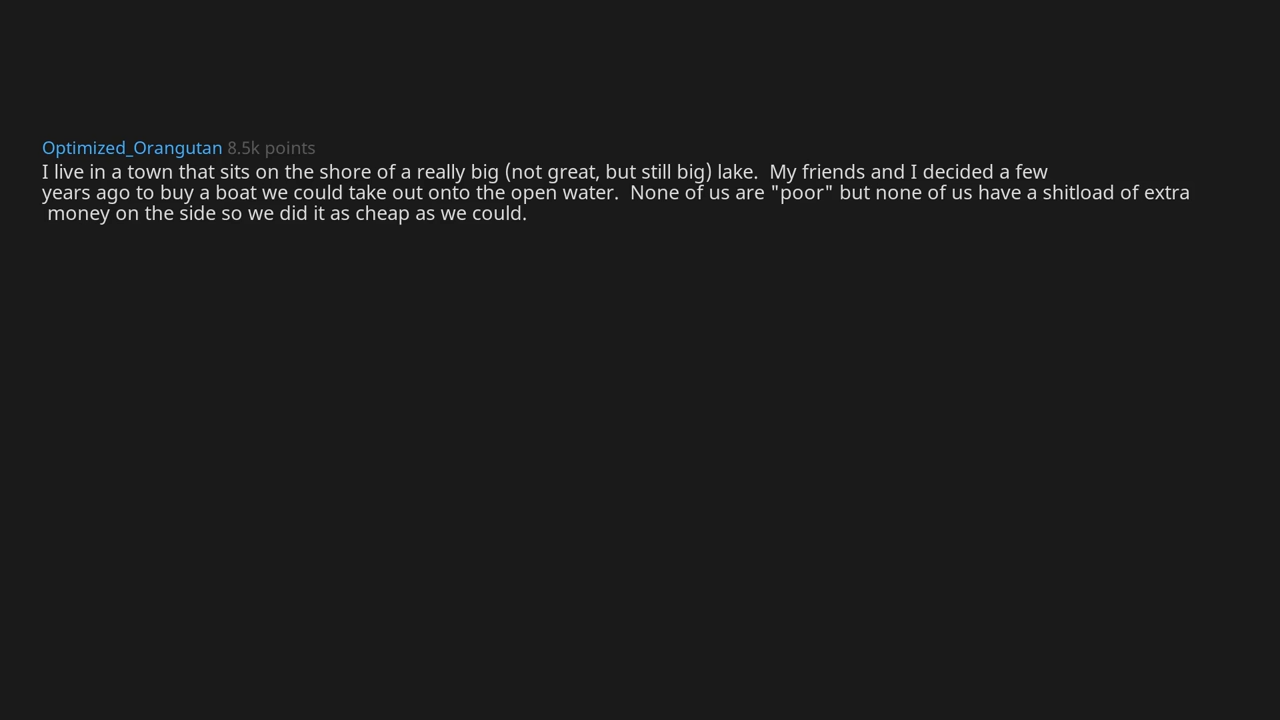 Optimized_Orangutan 8.5k points
I live in a town that sits on the shore of a really big (not great, but still big) lake.  My friends and I decided a few
years ago to buy a boat we could take out onto the open water.  None of us are "poor" but none of us have a shitload of extra
money on the side so we did it as cheap as we could.